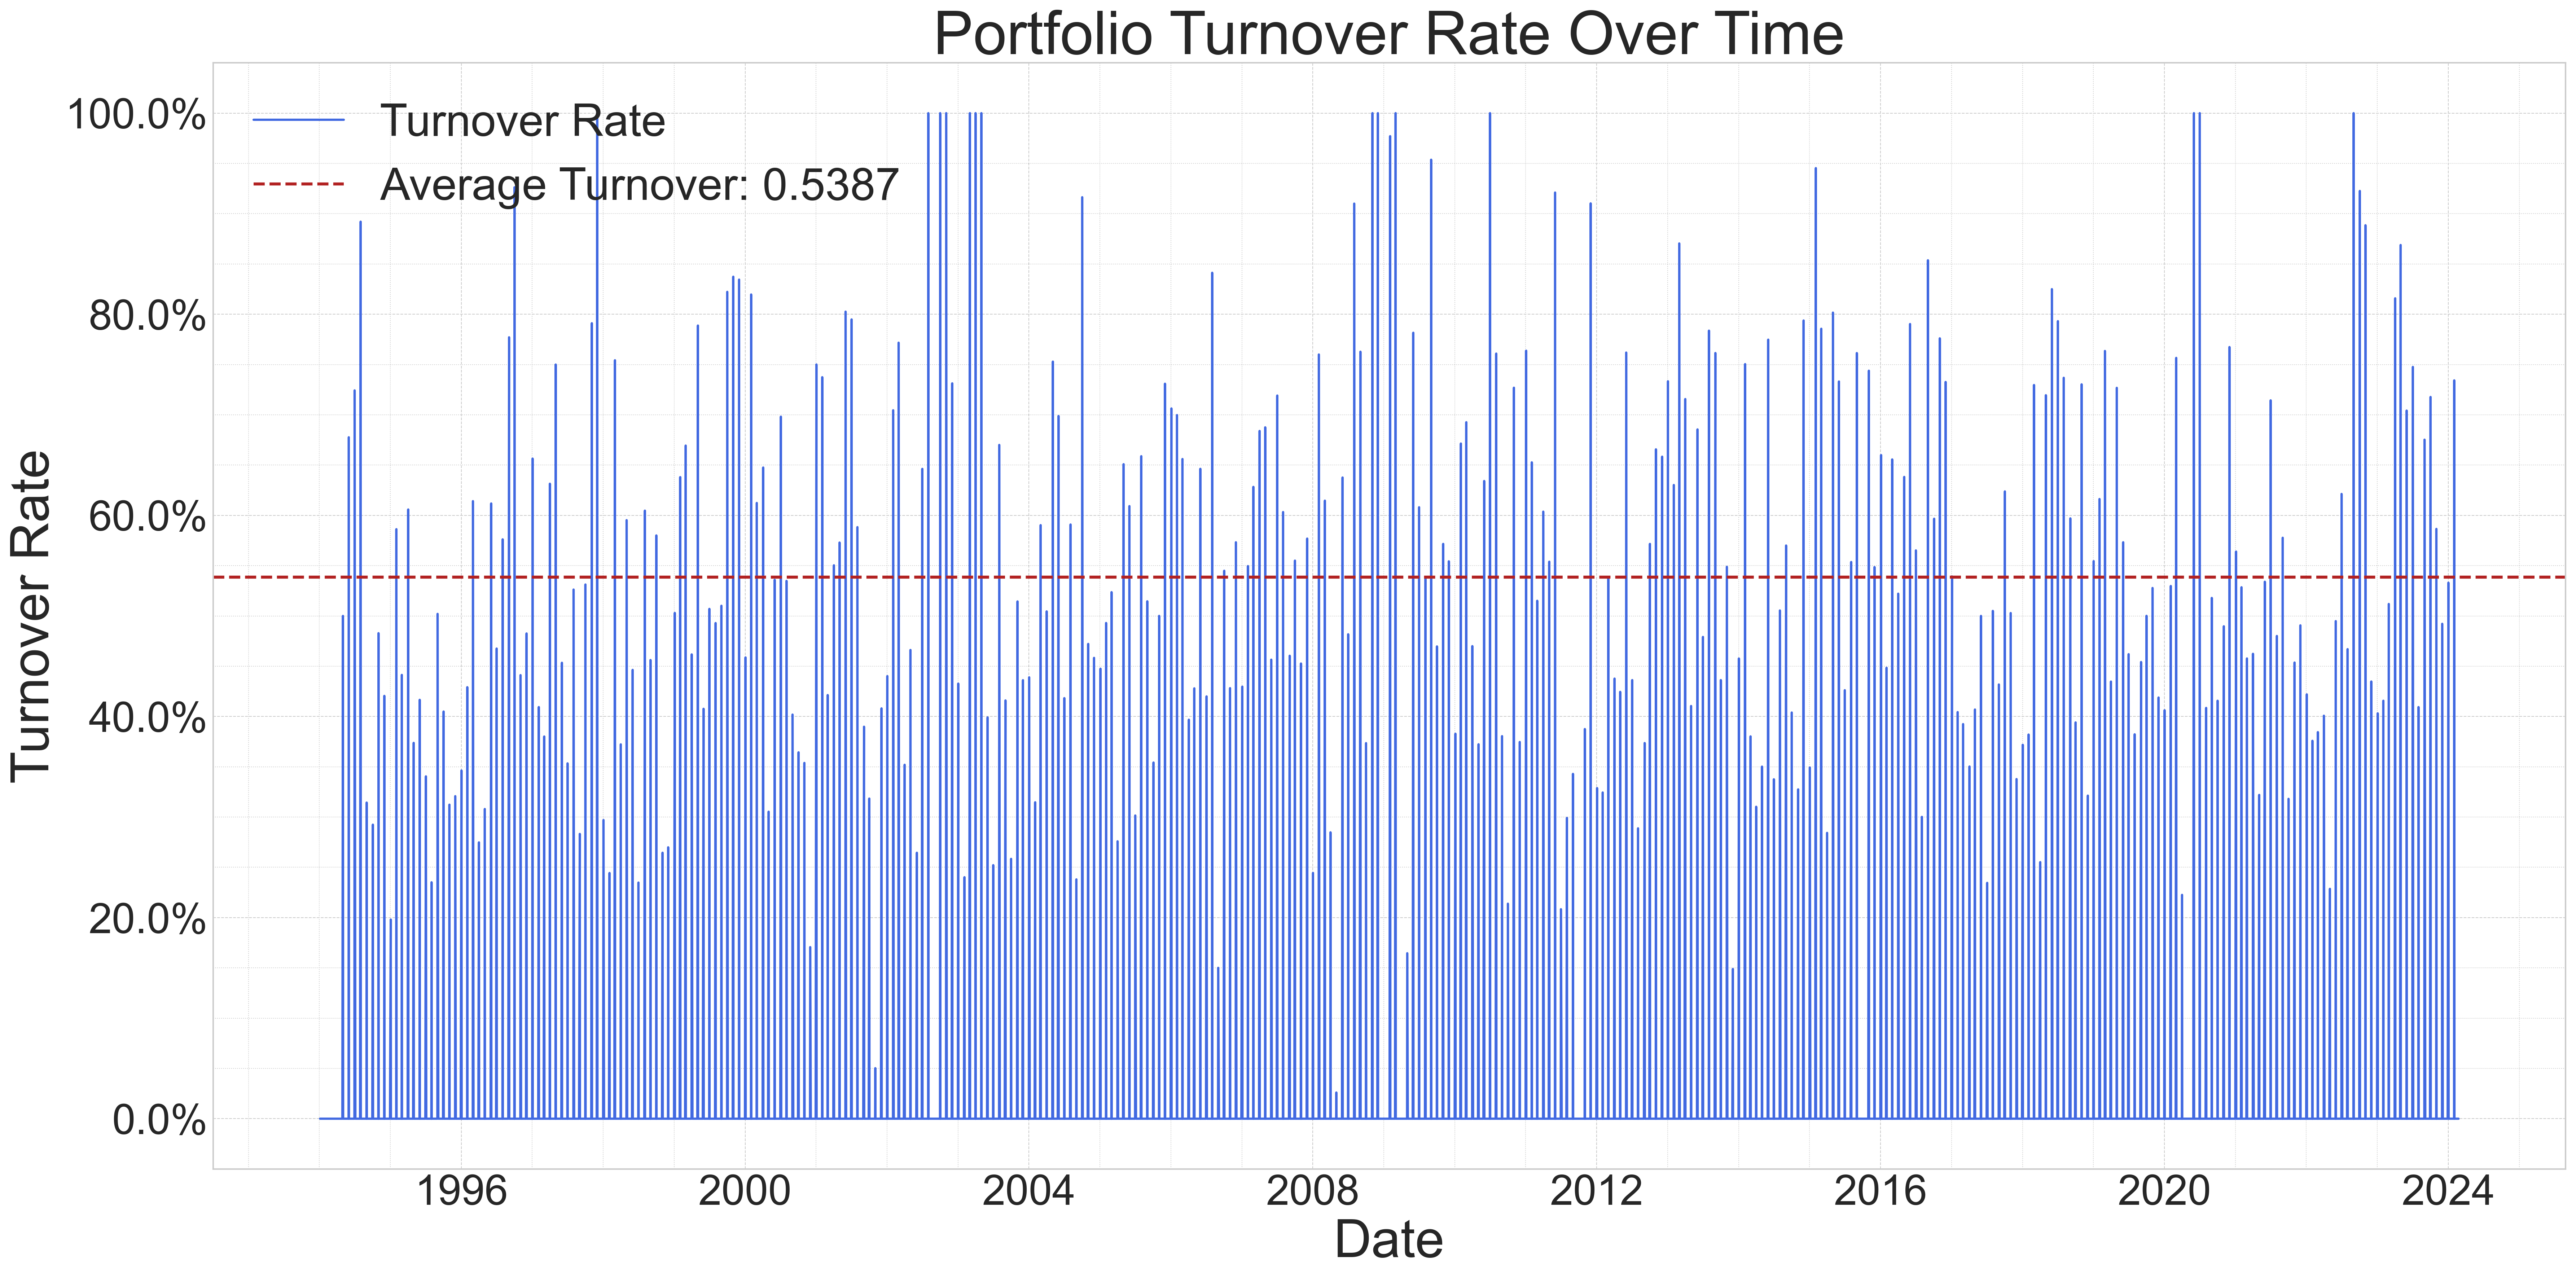 Portfolio Turnover Rate Over Time
Turnover Rate
Average Turnover: 0.5387
Turnover Rate
100.0%
80.0%
60.0%
40.0%
20.0%
0.0%
1996 2000 2004 2008 2012 2016 2020 2024
Date